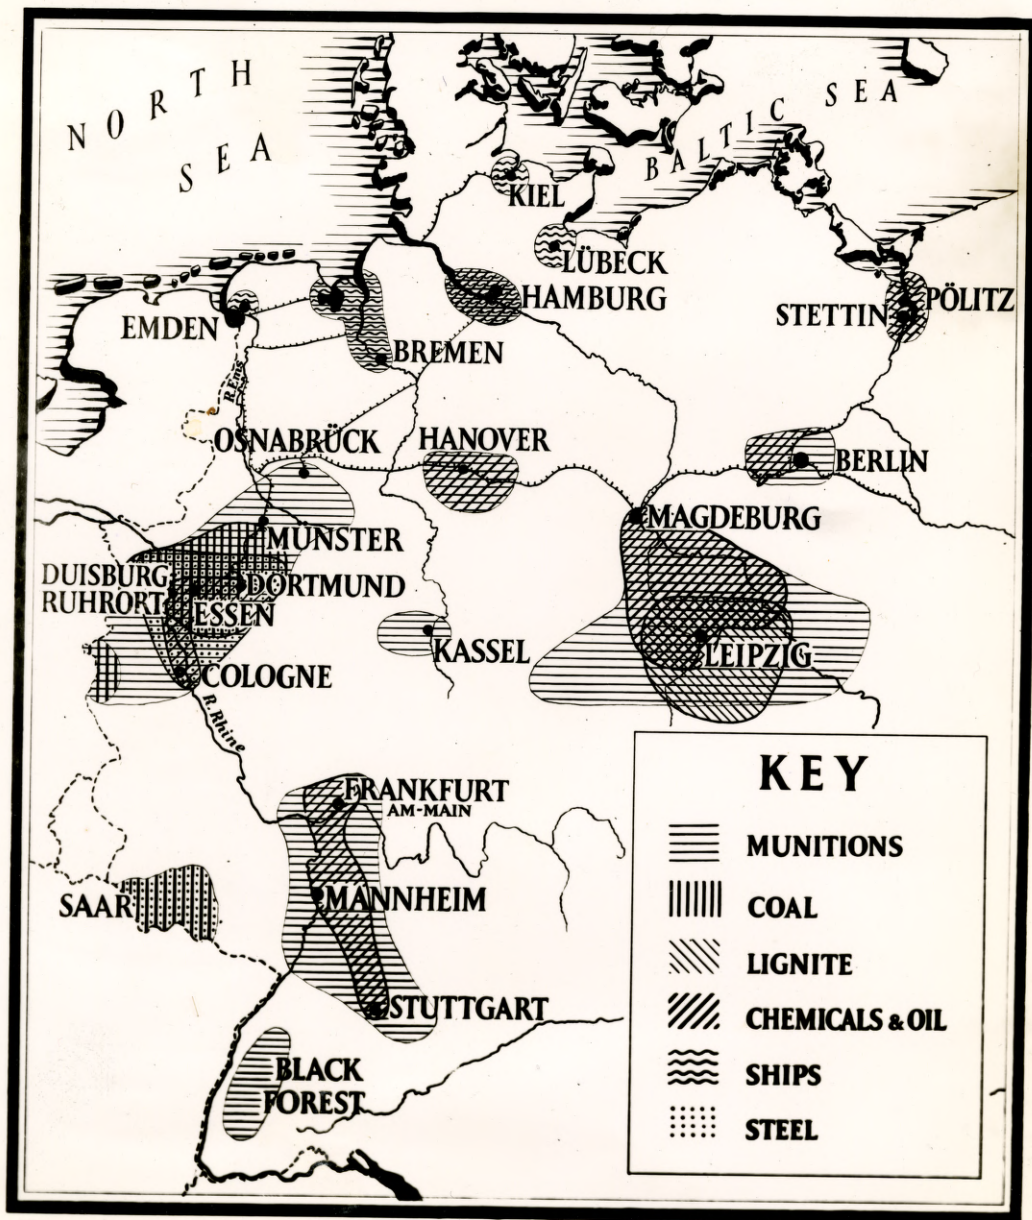 NORTH
SEA
BALTIC SEA
KIEL
LÜBECK
HAMBURG
STETTIN
PÖLITZ
EMDEN
BREMEN
R.Ems
OSNABRÜCK
HANOVER
BERLIN
MAGDEBURG
MÜNSTER
DUISBURG
RUHRORT
DORTMUND
ESSEN
KASSEL
LEIPZIG
COLOGNE
R. Rhine
FRANKFURT
AM-MAIN
MANNHEIM
SAAR
STUTTGART
BLACK
FOREST
KEY
MUNITIONS
COAL
LIGNITE
CHEMICALS & OIL
SHIPS
STEEL